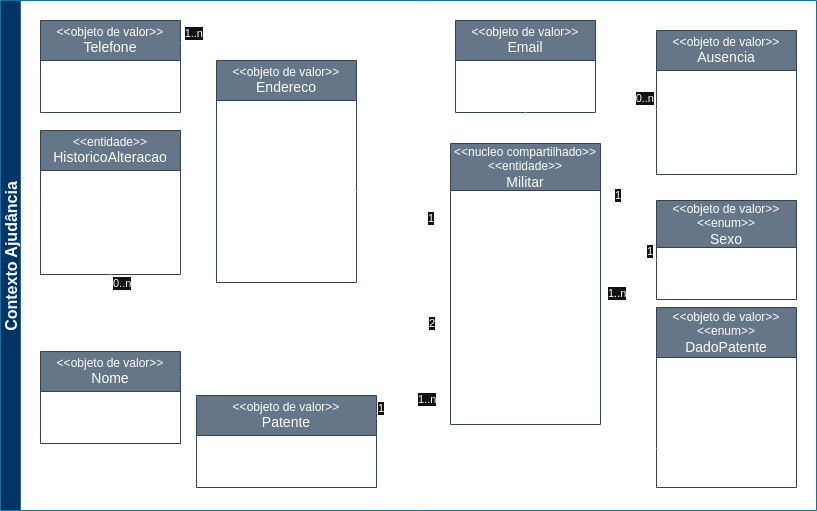 Contexto Ajudância
<<objeto de valor>>
Telefone
1..n
<<objeto de valor>>
Endereco
<<objeto de valor>>
Email
<<objeto de valor>>
Ausencia
0..n
<<entidade>>
HistoricoAlteracao
0..n
<<nucleo compartilhado>>
<<entidade>>
Militar
1
1
<<objeto de valor>>
<<enum>>
Sexo
1
1..n
2
<<objeto de valor>>
<<enum>>
DadoPatente
<<objeto de valor>>
Nome
<<objeto de valor>>
Patente
1
1..n